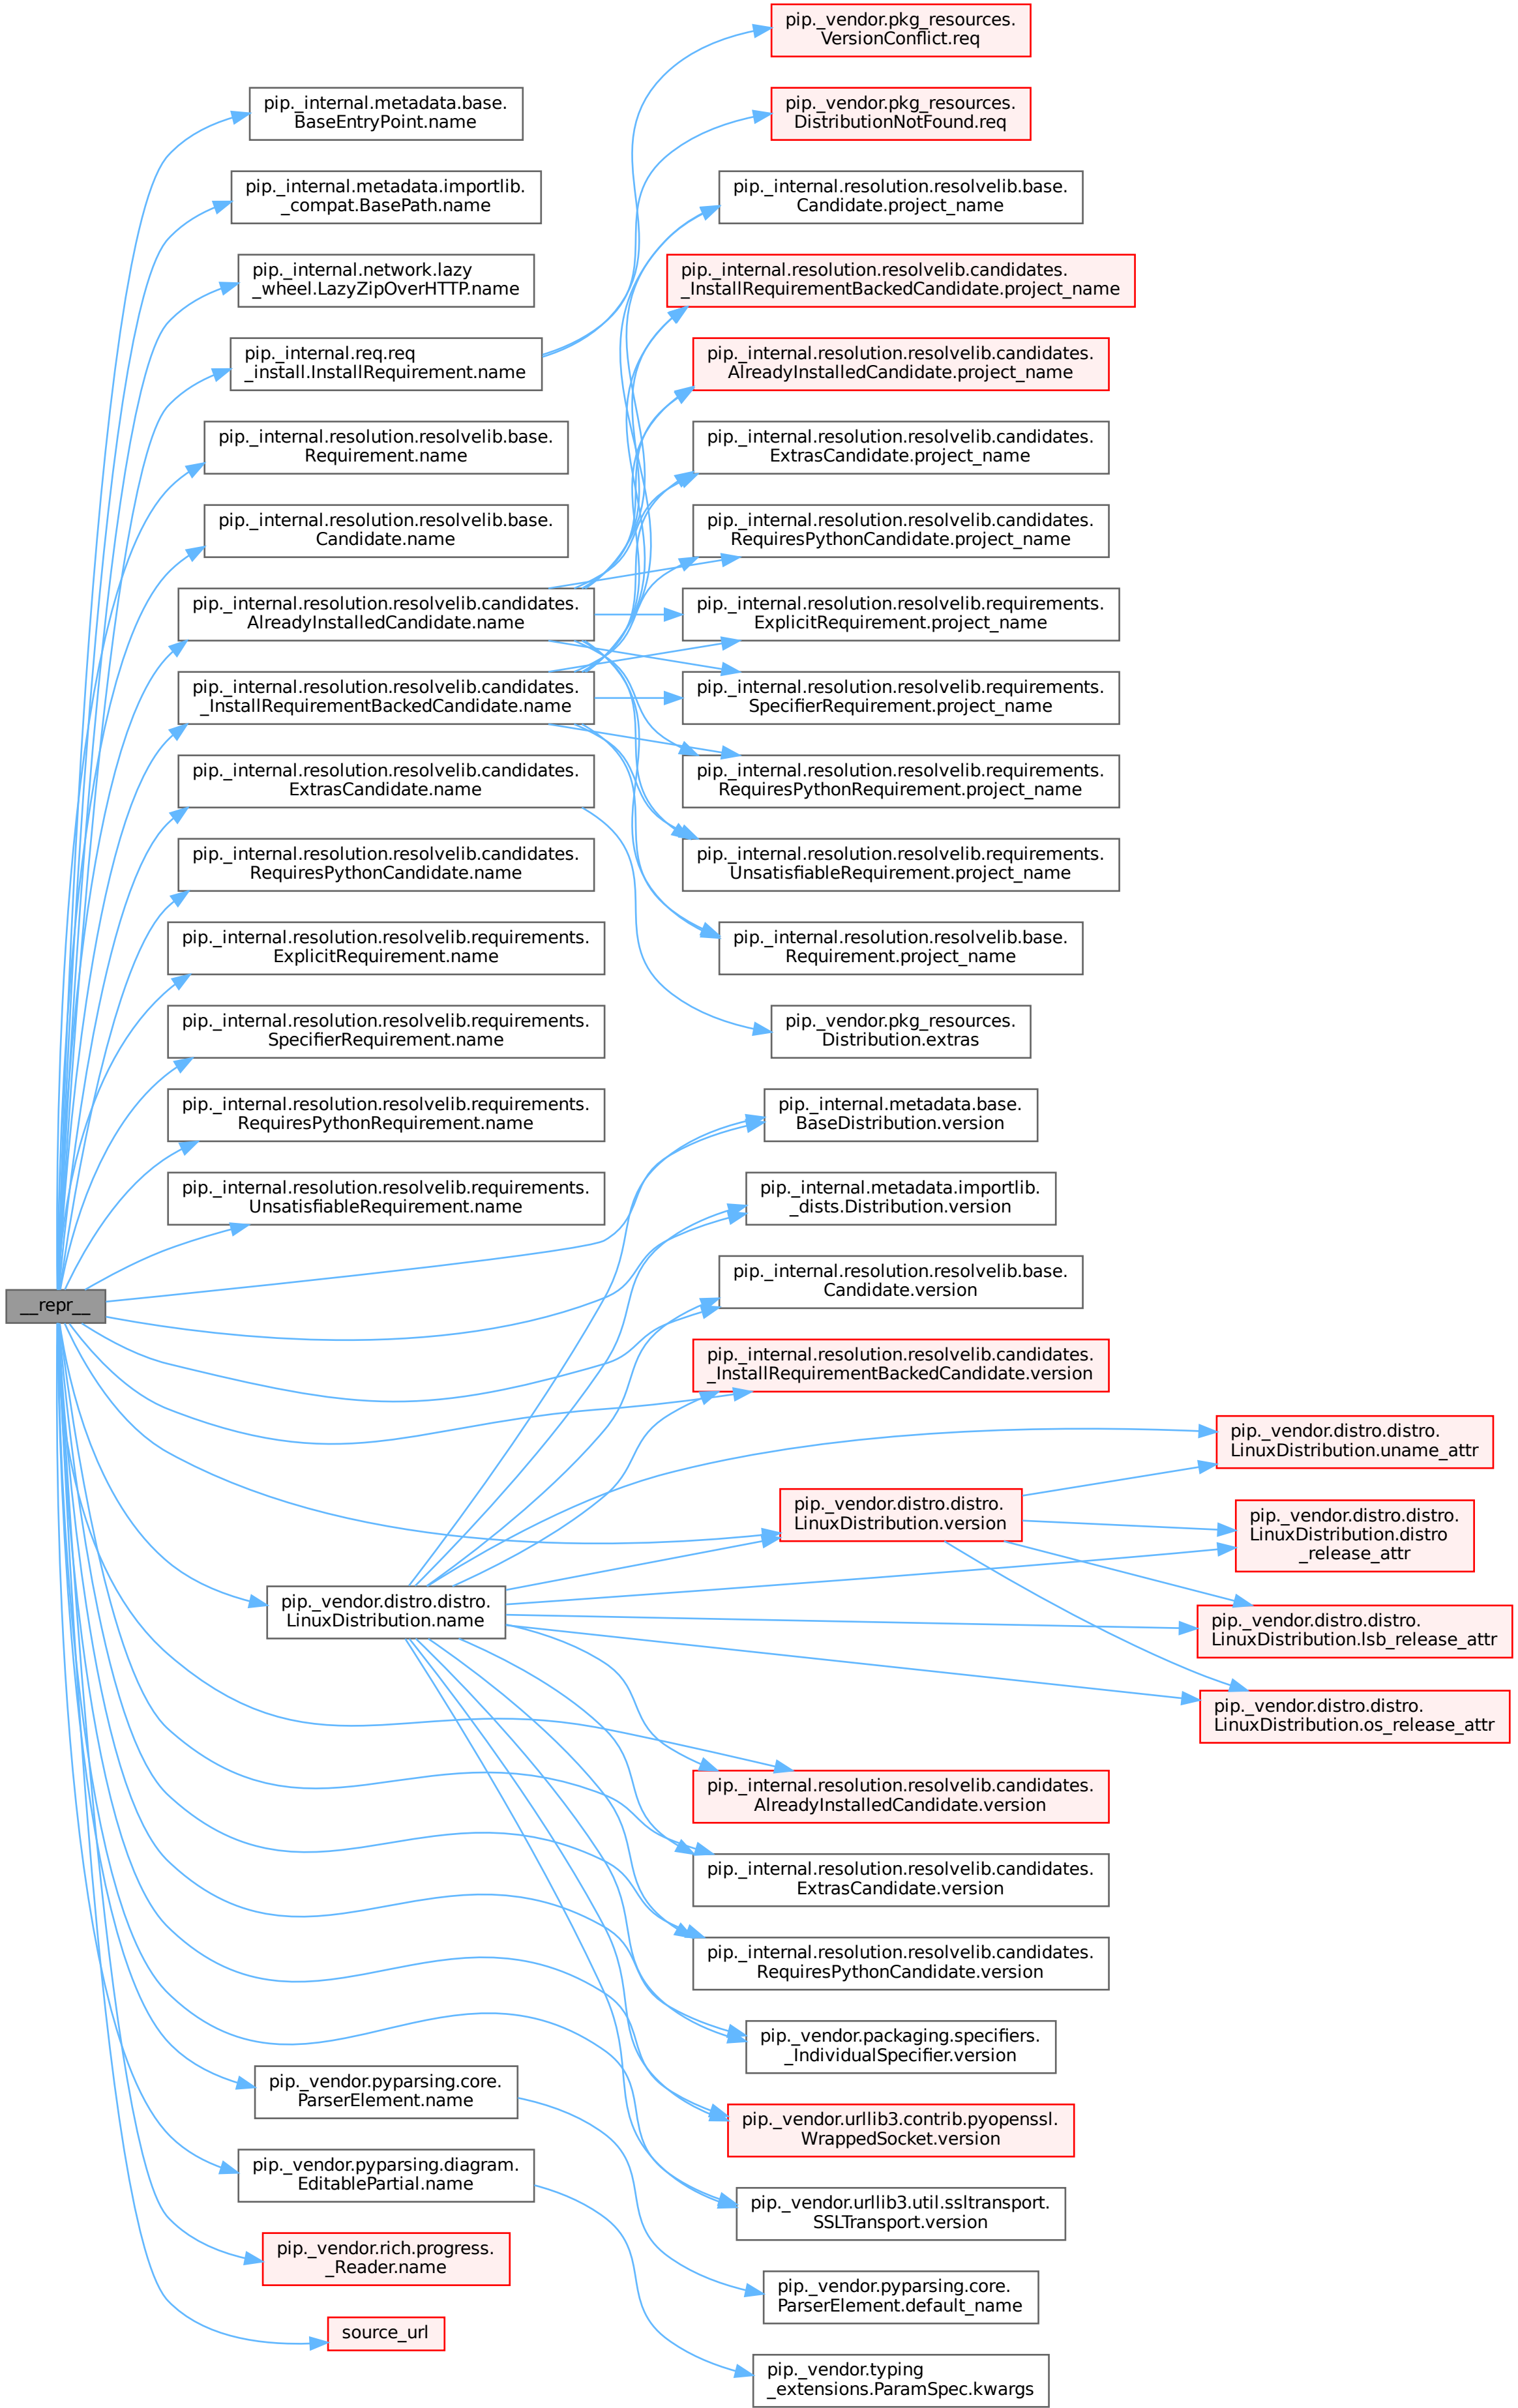 __repr__
pip._internal.metadata.base.
BaseEntryPoint.name
pip._internal.metadata.importlib.
_compat.BasePath.name
pip._internal.network.lazy
_wheel.LazyZipOverHTTP.name
pip._internal.req.req
_install.InstallRequirement.name
pip._internal.resolution.resolvelib.base.
Requirement.name
pip._internal.resolution.resolvelib.base.
Candidate.name
pip._internal.resolution.resolvelib.candidates.
AlreadyInstalledCandidate.name
pip._internal.resolution.resolvelib.candidates.
_InstallRequirementBackedCandidate.name
pip._internal.resolution.resolvelib.candidates.
ExtrasCandidate.name
pip._internal.resolution.resolvelib.candidates.
RequiresPythonCandidate.name
pip._internal.resolution.resolvelib.requirements.
ExplicitRequirement.name
pip._internal.resolution.resolvelib.requirements.
SpecifierRequirement.name
pip._internal.resolution.resolvelib.requirements.
RequiresPythonRequirement.name
pip._internal.resolution.resolvelib.requirements.
UnsatisfiableRequirement.name
pip._vendor.distro.distro.
LinuxDistribution.name
pip._vendor.pyparsing.core.
ParserElement.name
pip._vendor.pyparsing.diagram.
EditablePartial.name
pip._vendor.rich.progress.
_Reader.name
source_url
pip._vendor.pkg_resources.
VersionConflict.req
pip._vendor.pkg_resources.
DistributionNotFound.req
pip._internal.resolution.resolvelib.base.
Candidate.project_name
pip._internal.resolution.resolvelib.candidates.
_InstallRequirementBackedCandidate.project_name
pip._internal.resolution.resolvelib.candidates.
AlreadyInstalledCandidate.project_name
pip._internal.resolution.resolvelib.candidates.
ExtrasCandidate.project_name
pip._internal.resolution.resolvelib.candidates.
RequiresPythonCandidate.project_name
pip._internal.resolution.resolvelib.requirements.
ExplicitRequirement.project_name
pip._internal.resolution.resolvelib.requirements.
SpecifierRequirement.project_name
pip._internal.resolution.resolvelib.requirements.
RequiresPythonRequirement.project_name
pip._internal.resolution.resolvelib.requirements.
UnsatisfiableRequirement.project_name
pip._internal.resolution.resolvelib.base.
Requirement.project_name
pip._vendor.pkg_resources.
Distribution.extras
pip._internal.metadata.base.
BaseDistribution.version
pip._internal.metadata.importlib.
_dists.Distribution.version
pip._internal.resolution.resolvelib.base.
Candidate.version
pip._internal.resolution.resolvelib.candidates.
_InstallRequirementBackedCandidate.version
pip._vendor.distro.distro.
LinuxDistribution.version
pip._internal.resolution.resolvelib.candidates.
AlreadyInstalledCandidate.version
pip._internal.resolution.resolvelib.candidates.
ExtrasCandidate.version
pip._internal.resolution.resolvelib.candidates.
RequiresPythonCandidate.version
pip._vendor.packaging.specifiers.
_IndividualSpecifier.version
pip._vendor.urllib3.contrib.pyopenssl.
WrappedSocket.version
pip._vendor.urllib3.util.ssltransport.
SSLTransport.version
pip._vendor.pyparsing.core.
ParserElement.default_name
pip._vendor.typing
_extensions.ParamSpec.kwargs
pip._vendor.distro.distro.
LinuxDistribution.uname_attr
pip._vendor.distro.distro.
LinuxDistribution.distro
_release_attr
pip._vendor.distro.distro.
LinuxDistribution.lsb_release_attr
pip._vendor.distro.distro.
LinuxDistribution.os_release_attr